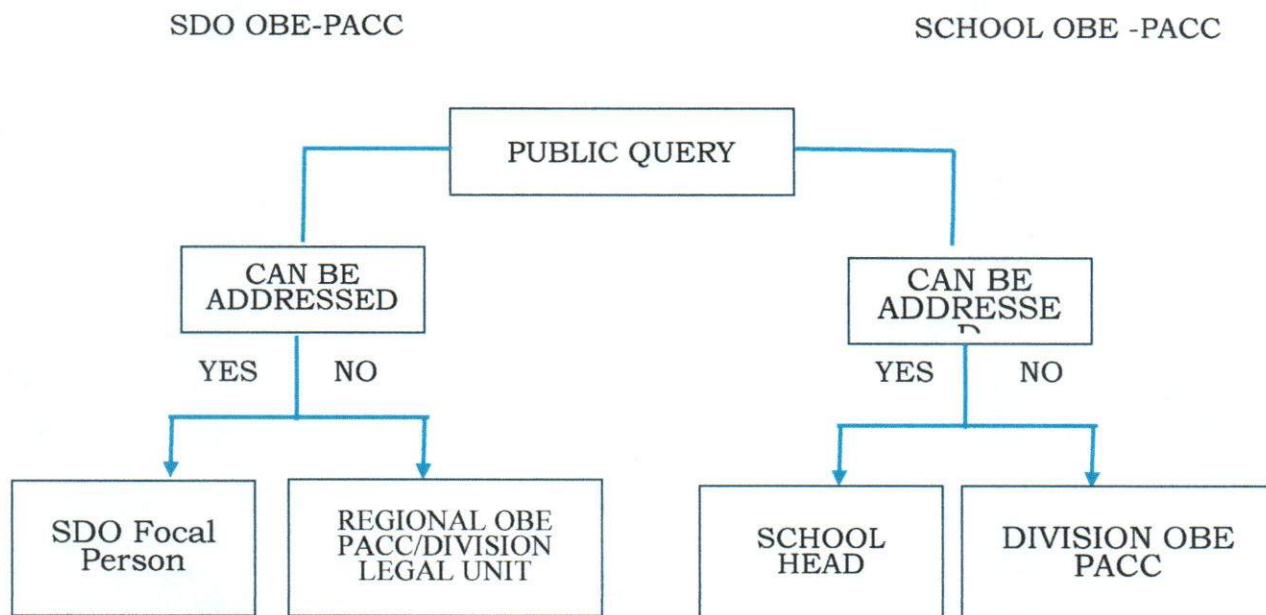 SDO OBE-PACC
SCHOOL OBE -PACC
PUBLIC QUERY
CAN BE
ADDRESSED
CAN BE
ADDRESSE
D
YES
NO
YES
NO
SDO Focal
Person
REGIONAL OBE
PACC/DIVISION
LEGAL UNIT
SCHOOL
HEAD
DIVISION OBE
PACC